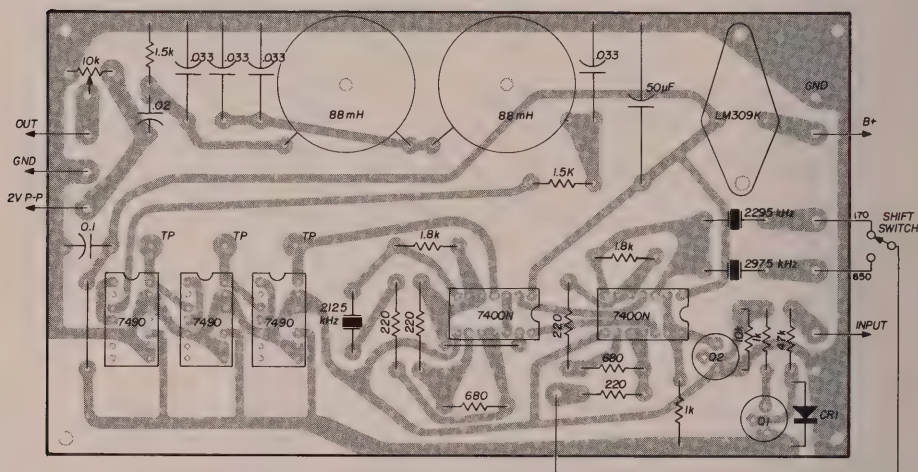 10k
1.5k
.02
.033
.033
.033
88mH
88mH
.033
50µF
LM309K
GND
B+
OUT
GND
2V P-P
0.1
TP
TP
TP
1.5K
1.8k
1.8k
2295 kHz
2975 kHz
170
650
SHIFT
SWITCH
7490
7490
7490
2125
kHz
220
220
7400N
220
7400N
680
680
220
Q2
1k
10k
1k
47k
INPUT
Q1
CR1